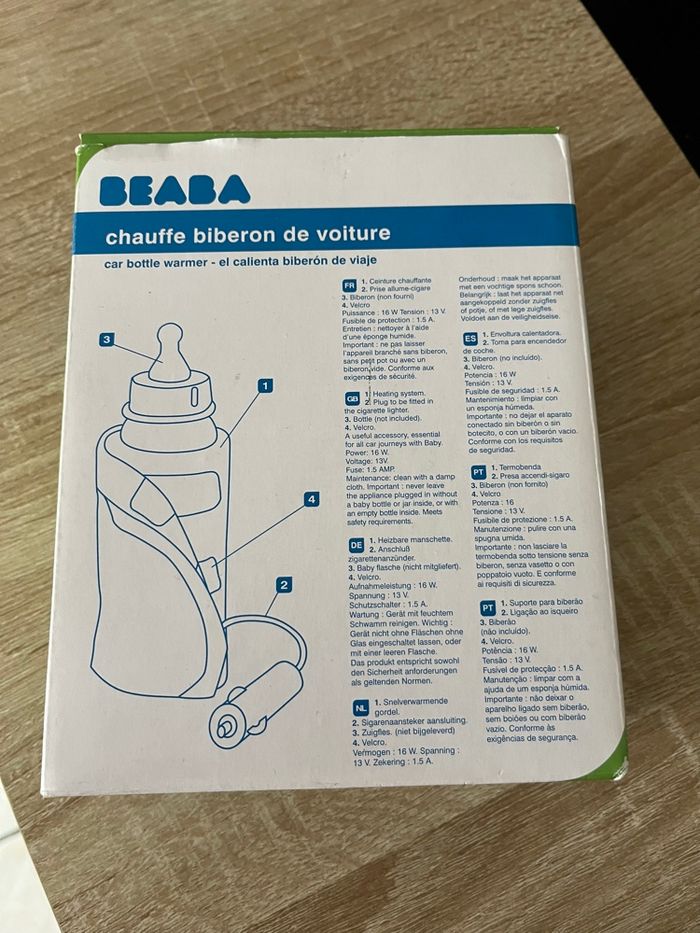 BEABA
chauffe biberon de voiture
car bottle warmer - el calienta biberón de viaje
3
1
4
2
FR 1. Ceinture chauffante
2. Prise allume-cigare
3. Biberon (non fourni)
4. Velcro
Puissance : 16 W Tension : 13 V.
Fusible de protection : 1.5 A.
Entretien : nettoyer à l'aide
d'une éponge humide.
Important : ne pas laisser
l'appareil branché sans biberon,
sans petit pot ou avec un
biberon vide. Conforme aux
exigences de sécurité.
GB 1. Heating system.
2. Plug to be fitted in
the cigarette lighter.
3. Bottle (not included).
4. Velcro.
A useful accessory, essential
for all car journeys with Baby.
Power: 16 W.
Voltage: 13V.
Fuse: 1.5 AMP.
Maintenance: clean with a damp
cloth. Important : never leave
the appliance plugged in without
a baby bottle or jar inside, or with
an empty bottle inside. Meets
safety requirements.
DE 1. Heizbare manschette.
2. Anschluß
zigarettenanzünder.
3. Baby flasche (nicht mitgliefert).
4. Velcro.
Aufnahmeleistung : 16 W.
Spannung : 13 V.
Schutzschalter : 1.5 A.
Wartung : Gerät mit feuchtem
Schwamm reinigen. Wichtig :
Gerät nicht ohne Fläschen ohne
Glas eingeschaltet lassen, oder
mit einer leeren Flasche.
Das produkt entspricht sowohl
den Sicherheit anforderungen
als geltenden Normen.
NL 1. Snelverwarmende
gordel.
2. Sigarenaansteker aansluiting.
3. Zuigfles. (niet bijgeleverd)
4. Velcro.
Vermogen : 16 W. Spanning :
13 V. Zekering : 1.5 A.
Onderhoud : maak het apparaat
met een vochtige spons schoon.
Belangrijk : laat het apparaat net
aangekoppeld zonder zuigfles
of potje, of met lege zuigfles.
Voldoet aan de veiligheidseise.
ES 1. Envoltura calentadora.
2. Toma para encendedor
de coche.
3. Biberon (no incluido).
4. Velcro.
Potencia : 16 W
Tensión : 13 V.
Fusible de seguridad : 1.5 A.
Mantenimiento : limpiar con
un esponja húmeda.
Importante : no dejar el aparato
conectado sin biberón o sin
botecito, o con un biberón vacio.
Conforme con los requisitos
de seguridad.
PT 1. Termobenda
2. Presa accendi-sigaro
3. Biberon (non fornito)
4. Velcro
Potenza : 16
Tensione : 13 V.
Fusibile de protezione : 1.5 A.
Manutenzione : pulire con una
spugna umida.
Importante : non lasciare la
termobenda sotto tensione senza
biberon, senza vasetto o con
poppatoio vuoto. E conforme
ai requisiti di sicurezza.
PT 1. Suporte para biberão
2. Ligação ao isqueiro
3. Biberão
(não incluido).
4. Velcro.
Potência : 16 W.
Tensão : 13 V.
Fusivel de protecção : 1.5 A.
Manutenção : limpar com a
ajuda de um esponja húmida.
Importante : não deixar o
aparelho ligado sem biberão,
sem boiões ou com biberão
vazio. Conforme às
exigências de segurança.